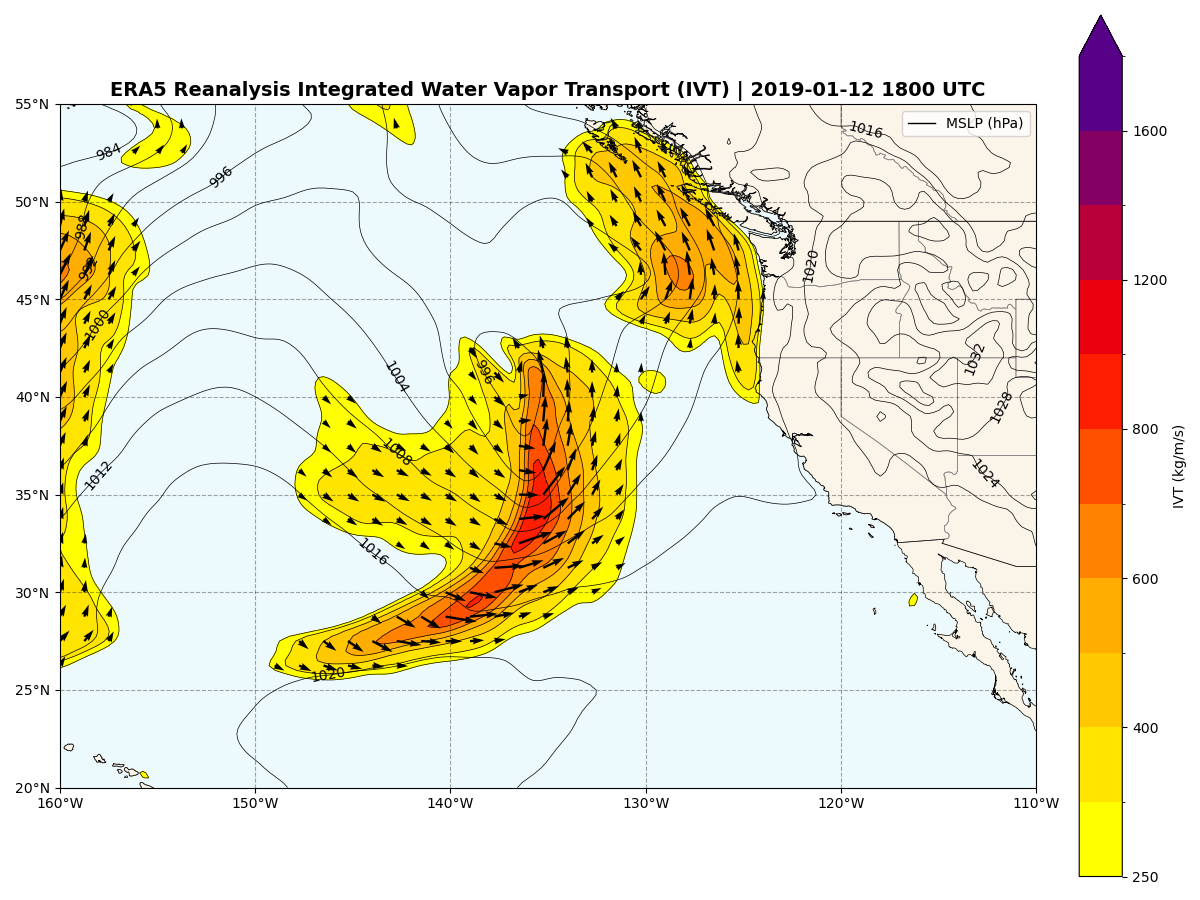 ERA5 Reanalysis Integrated Water Vapor Transport (IVT) | 2019-01-12 1800 UTC
MSLP (hPa)
55°N
50°N
45°N
40°N
35°N
30°N
25°N
20°N
160°W
150°W
140°W
130°W
120°W
110°W
984
996
988
992
1000
1012
1004
996
1008
1016
1020
1016
1020
1032
1028
1024
1600
1200
800
600
400
250
IVT (kg/m/s)